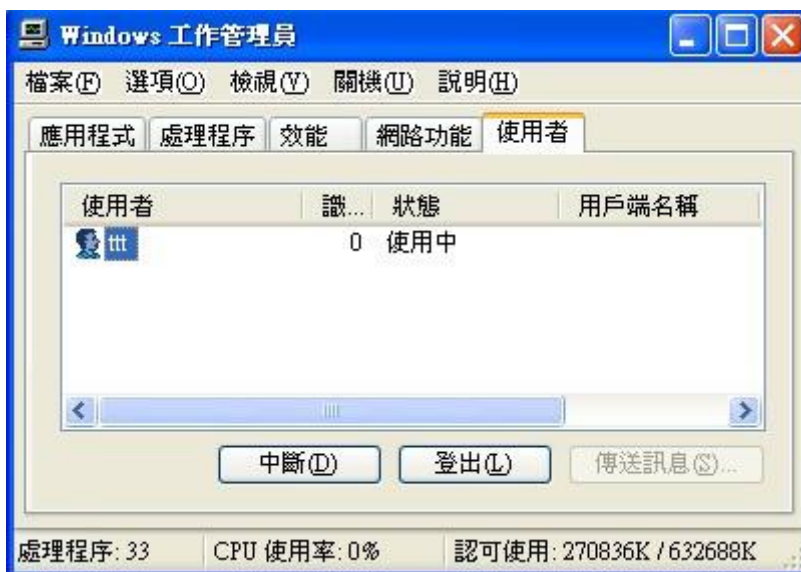 Windows 工作管理員
檔案(F) 選項(O) 檢視(V) 關機(U) 說明(H)
應用程式 處理程序 效能 網路功能 使用者
使用者 識... 狀態 用戶端名稱
ttt 0 使用中
中斷(D) 登出(L) 傳送訊息(S)...
處理程序: 33 CPU 使用率: 0% 認可使用: 270836K / 632688K